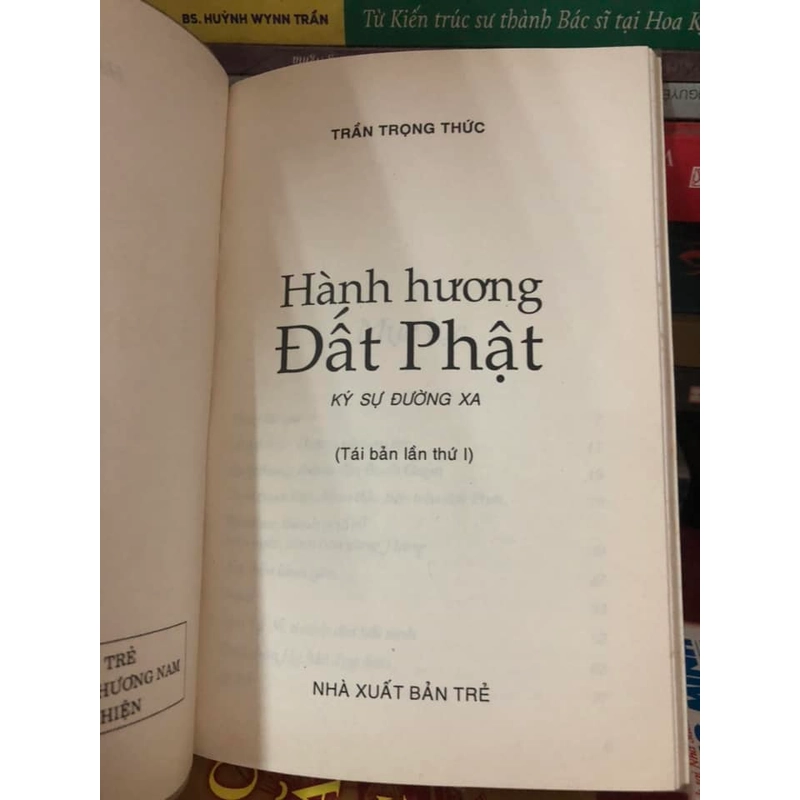 BS. HUỲNH WYNN TRẦN
Từ Kiến trúc sư thành Bác sĩ tại Hoa
TRẦN TRỌNG THỨC
Hành hương
Đất Phật
KÝ SỰ ĐƯỜNG XA
(Tái bản lần thứ I)
NHÀ XUẤT BẢN TRẺ
TRẺ
HƯƠNG NAM
HIỆN